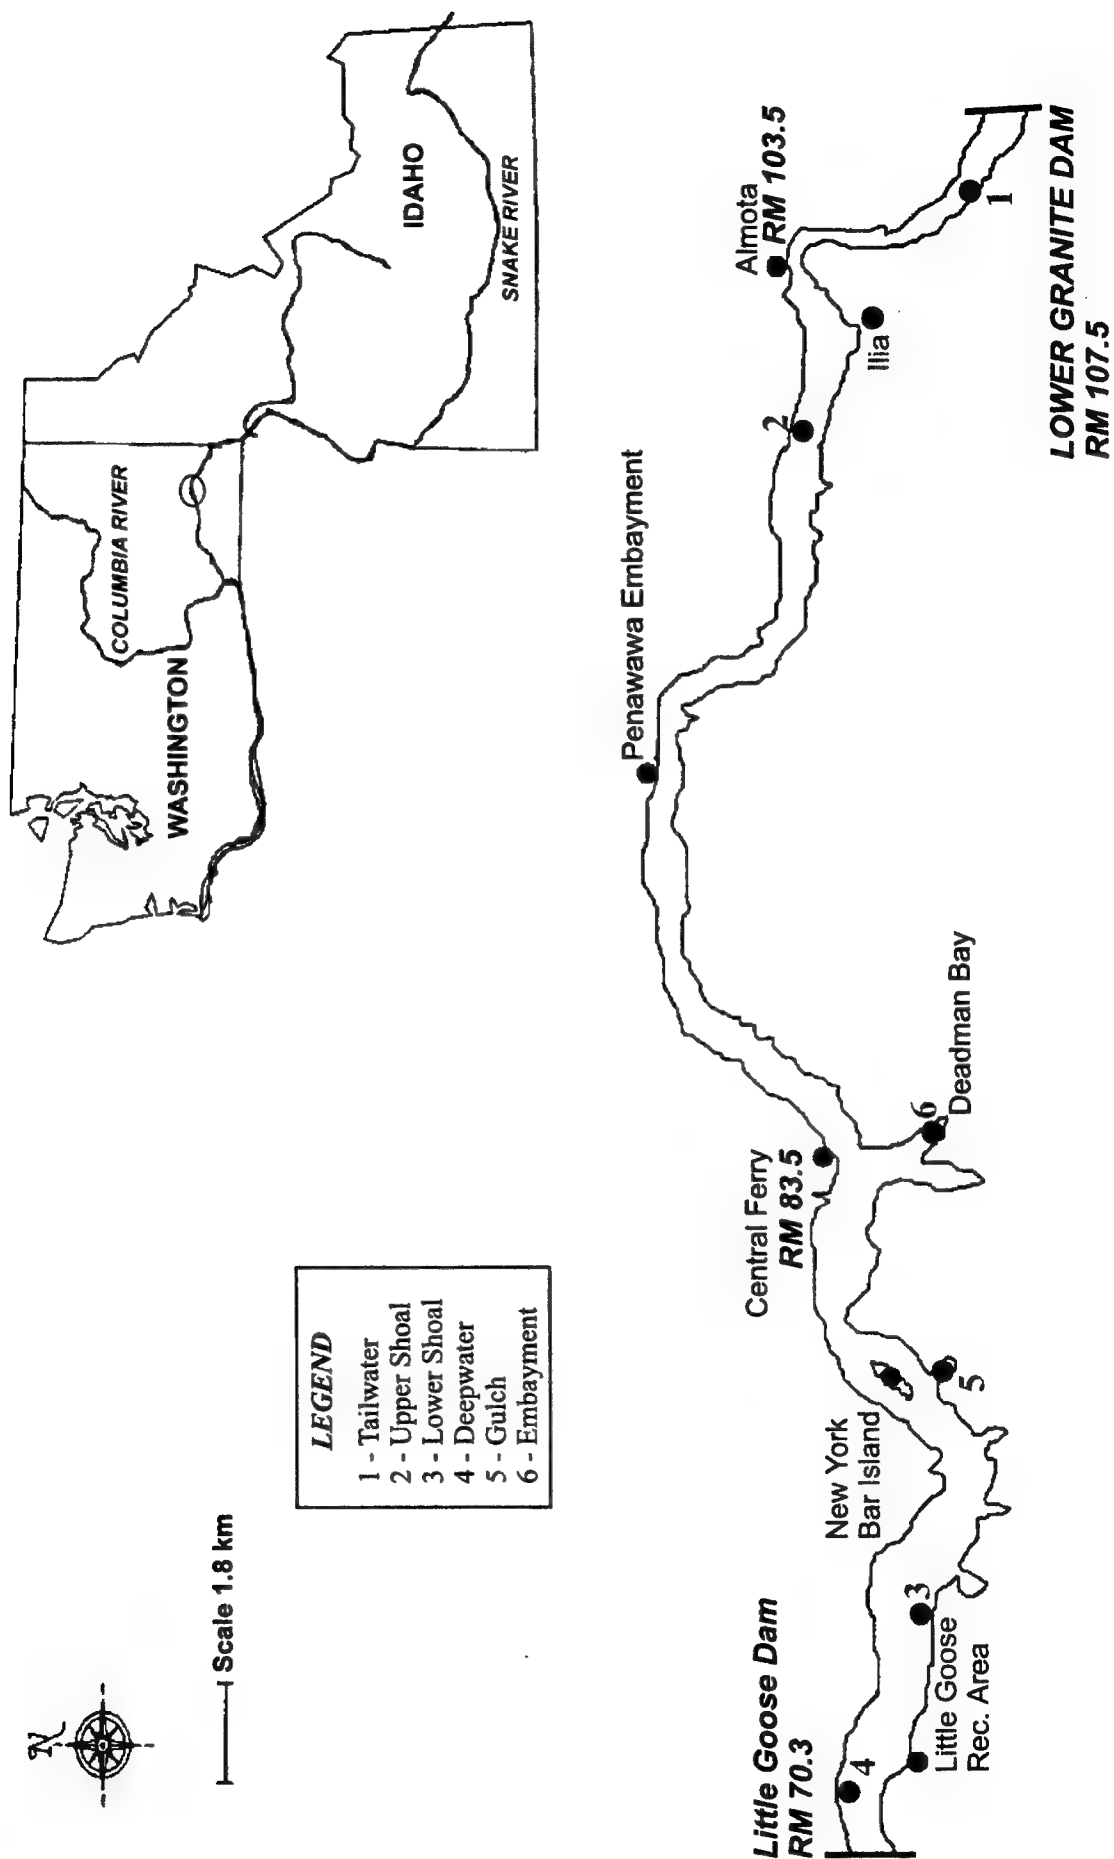 N
Scale 1.8 km
WASHINGTON
COLUMBIA RIVER
IDAHO
SNAKE RIVER
LEGEND
1 - Tailwater
2 - Upper Shoal
3 - Lower Shoal
4 - Deepwater
5 - Gulch
6 - Embayment
Little Goose Dam
RM 70.3
4
Little Goose
Rec. Area
3
New York
Bar Island
5
Central Ferry
RM 83.5
6
Deadman Bay
Penawawa Embayment
2
Almota
RM 103.5
Ilia
1
LOWER GRANITE DAM
RM 107.5